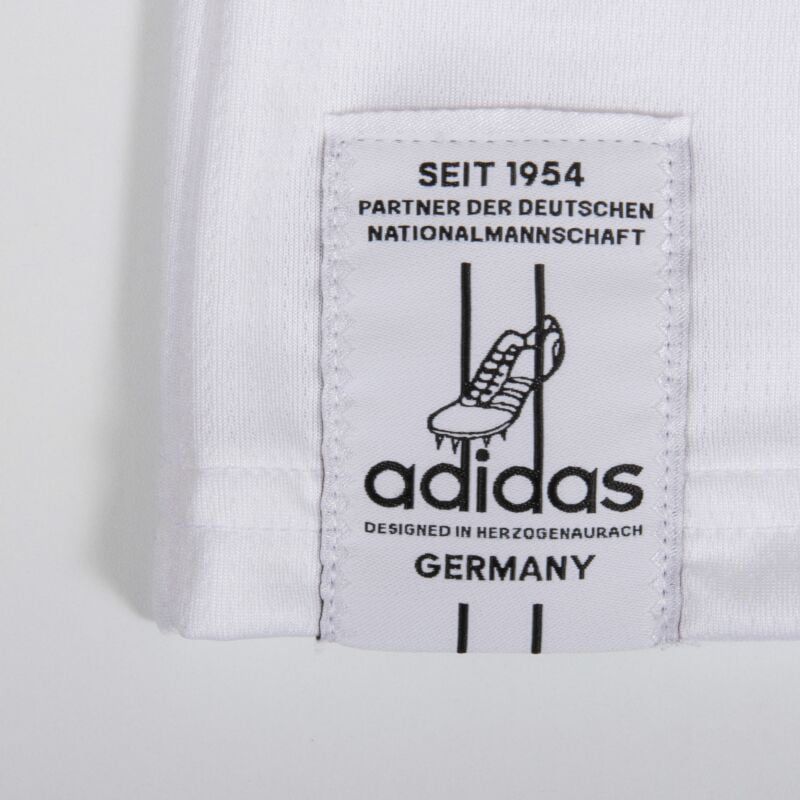 SEIT 1954
PARTNER DER DEUTSCHEN
NATIONALMANNSCHAFT
adidas
DESIGNED IN HERZOGENAURACH
GERMANY